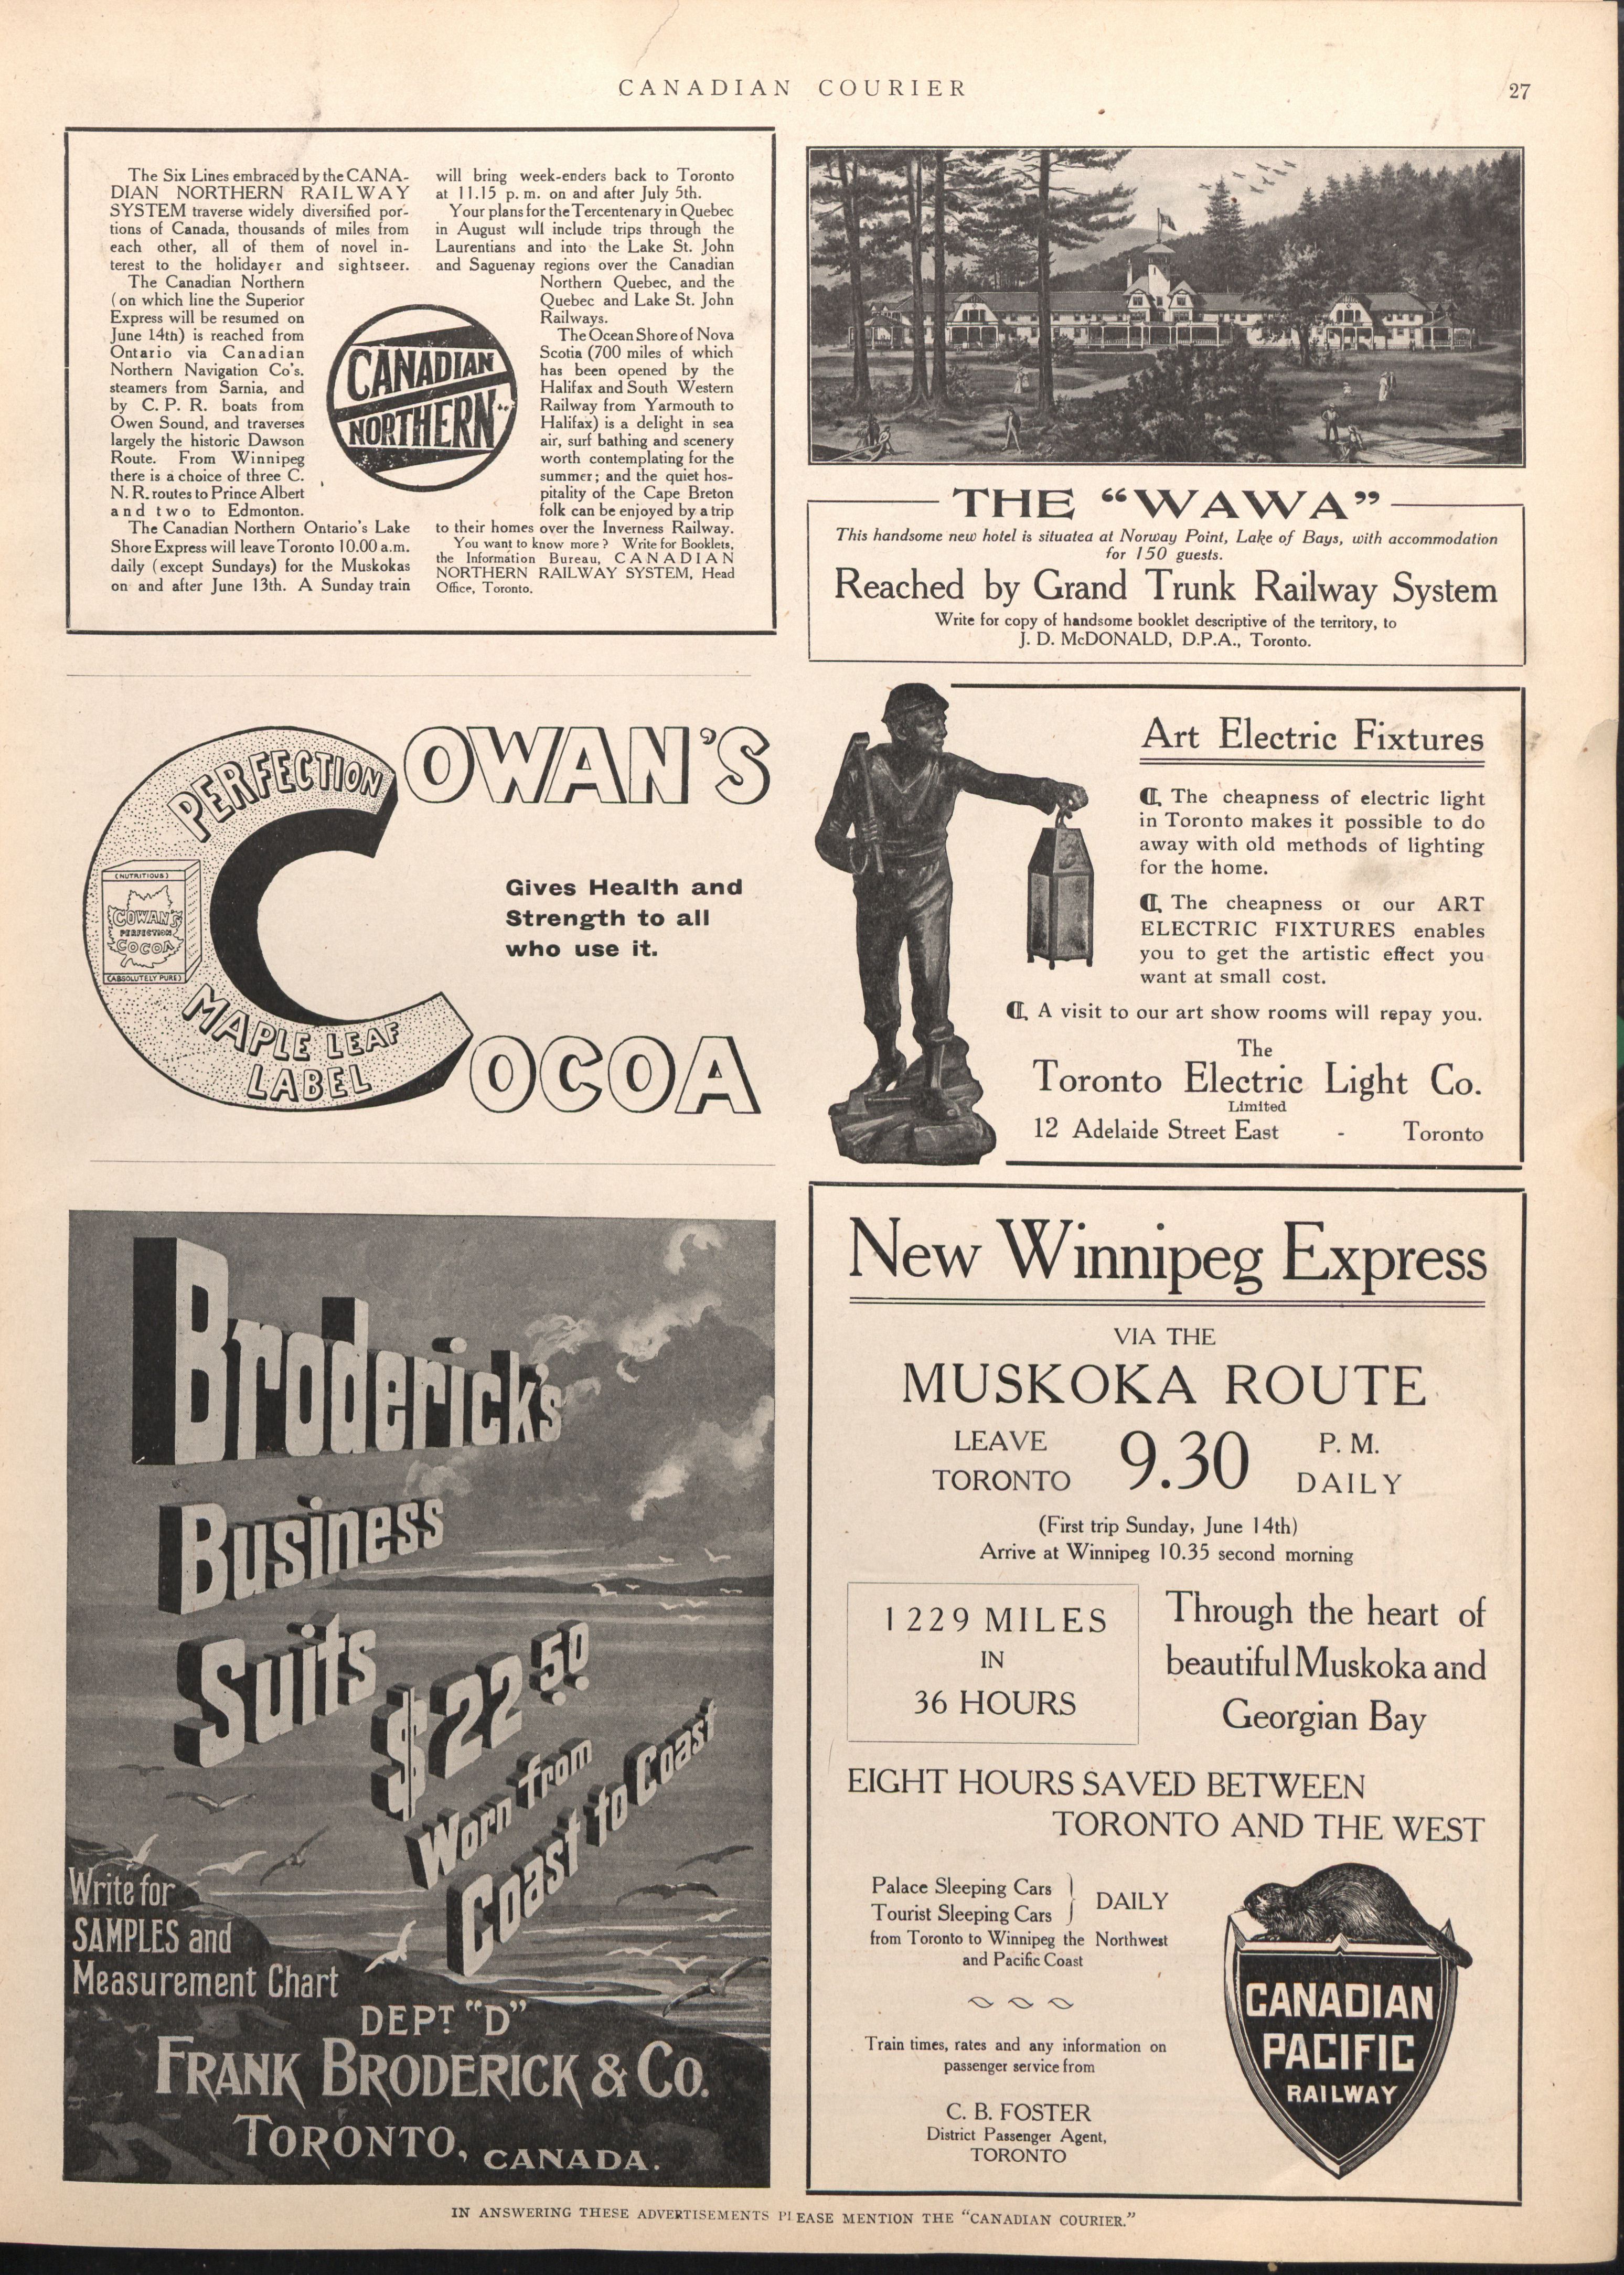 CANADIAN COURIER
27
The Six Lines embraced by the CANA-
DIAN NORTHERN RAILWAY
SYSTEM traverse widely diversified por-
tions of Canada, thousands of miles from
each other, all of them of novel in-
terest to the holidayer and sightseer.
The Canadian Northern
(on which line the Superior
Express will be resumed on
June 14th) is reached from
Ontario via Canadian
Northern Navigation Co's.
steamers from Sarnia, and
by C. P. R. boats from
Owen Sound, and traverses
largely the historic Dawson
Route. From Winnipeg
there is a choice of three C.
N. R. routes to Prince Albert
and two to Edmonton.
The Canadian Northern Ontario's Lake
Shore Express will leave Toronto 10.00 a.m.
daily (except Sundays) for the Muskokas
on and after June 13th. A Sunday train
CANADIAN
NORTHERN
will bring week-enders back to Toronto
at 11.15 p. m. on and after July 5th.
Your plans for the Tercentenary in Quebec
in August will include trips through the
Laurentians and into the Lake St. John
and Saguenay regions over the Canadian
Northern Quebec, and the
Quebec and Lake St. John
Railways.
The Ocean Shore of Nova
Scotia (700 miles of which
has been opened by the
Halifax and South Western
Railway from Yarmouth to
Halifax) is a delight in sea
air, surf bathing and scenery
worth contemplating for the
summer; and the quiet hos-
pitality of the Cape Breton
folk can be enjoyed by a trip
to their homes over the Inverness Railway.
You want to know more? Write for Booklets,
the Information Bureau, CANADIAN
NORTHERN RAILWAY SYSTEM, Head
Office, Toronto.
THE "WAWA"
This handsome new hotel is situated at Norway Point, Lake of Bays, with accommodation
for 150 guests.
Reached by Grand Trunk Railway System
Write for copy of handsome booklet descriptive of the territory, to
J. D. McDONALD, D.P.A., Toronto.
COWAN'S
PERFECTION
(NUTRITIOUS)
COWAN'S
PERFECTION
COCOA
(ABSOLUTELY PURE)
MAPLE LEAF
LABEL
Gives Health and
Strength to all
who use it.
COCOA
Art Electric Fixtures
¶ The cheapness of electric light
in Toronto makes it possible to do
away with old methods of lighting
for the home.
¶ The cheapness of our ART
ELECTRIC FIXTURES enables
you to get the artistic effect you
want at small cost.
¶ A visit to our art show rooms will repay you.
The
Toronto Electric Light Co.
Limited
12 Adelaide Street East - Toronto
Broderick's
Business
Suits
$22.50
Worn from
Coast to Coast
Write for
SAMPLES and
Measurement Chart
DEPT. "D"
FRANK BRODERICK & CO.
TORONTO, CANADA.
New Winnipeg Express
VIA THE
MUSKOKA ROUTE
LEAVE
TORONTO
9.30
P. M.
DAILY
(First trip Sunday, June 14th)
Arrive at Winnipeg 10.35 second morning
1229 MILES
IN
36 HOURS
Through the heart of
beautiful Muskoka and
Georgian Bay
EIGHT HOURS SAVED BETWEEN
TORONTO AND THE WEST
Palace Sleeping Cars
Tourist Sleeping Cars
DAILY
from Toronto to Winnipeg the Northwest
and Pacific Coast
Train times, rates and any information on
passenger service from
C. B. FOSTER
District Passenger Agent,
TORONTO
CANADIAN
PACIFIC
RAILWAY
IN ANSWERING THESE ADVERTISEMENTS PLEASE MENTION THE "CANADIAN COURIER."